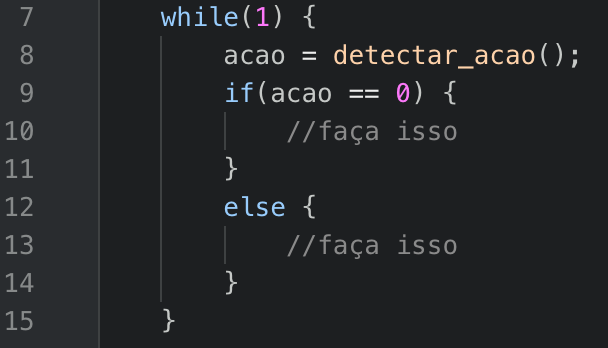 7 while(1) {
8 acao = detectar_acao();
9 if(acao == 0) {
10 //faça isso
11 }
12 else {
13 //faça isso
14 }
15 }